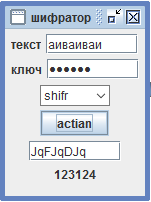 шифратор
текст аиваиваи
ключ ●●●●●●
shifr
actian
JqFJqDJq
123124